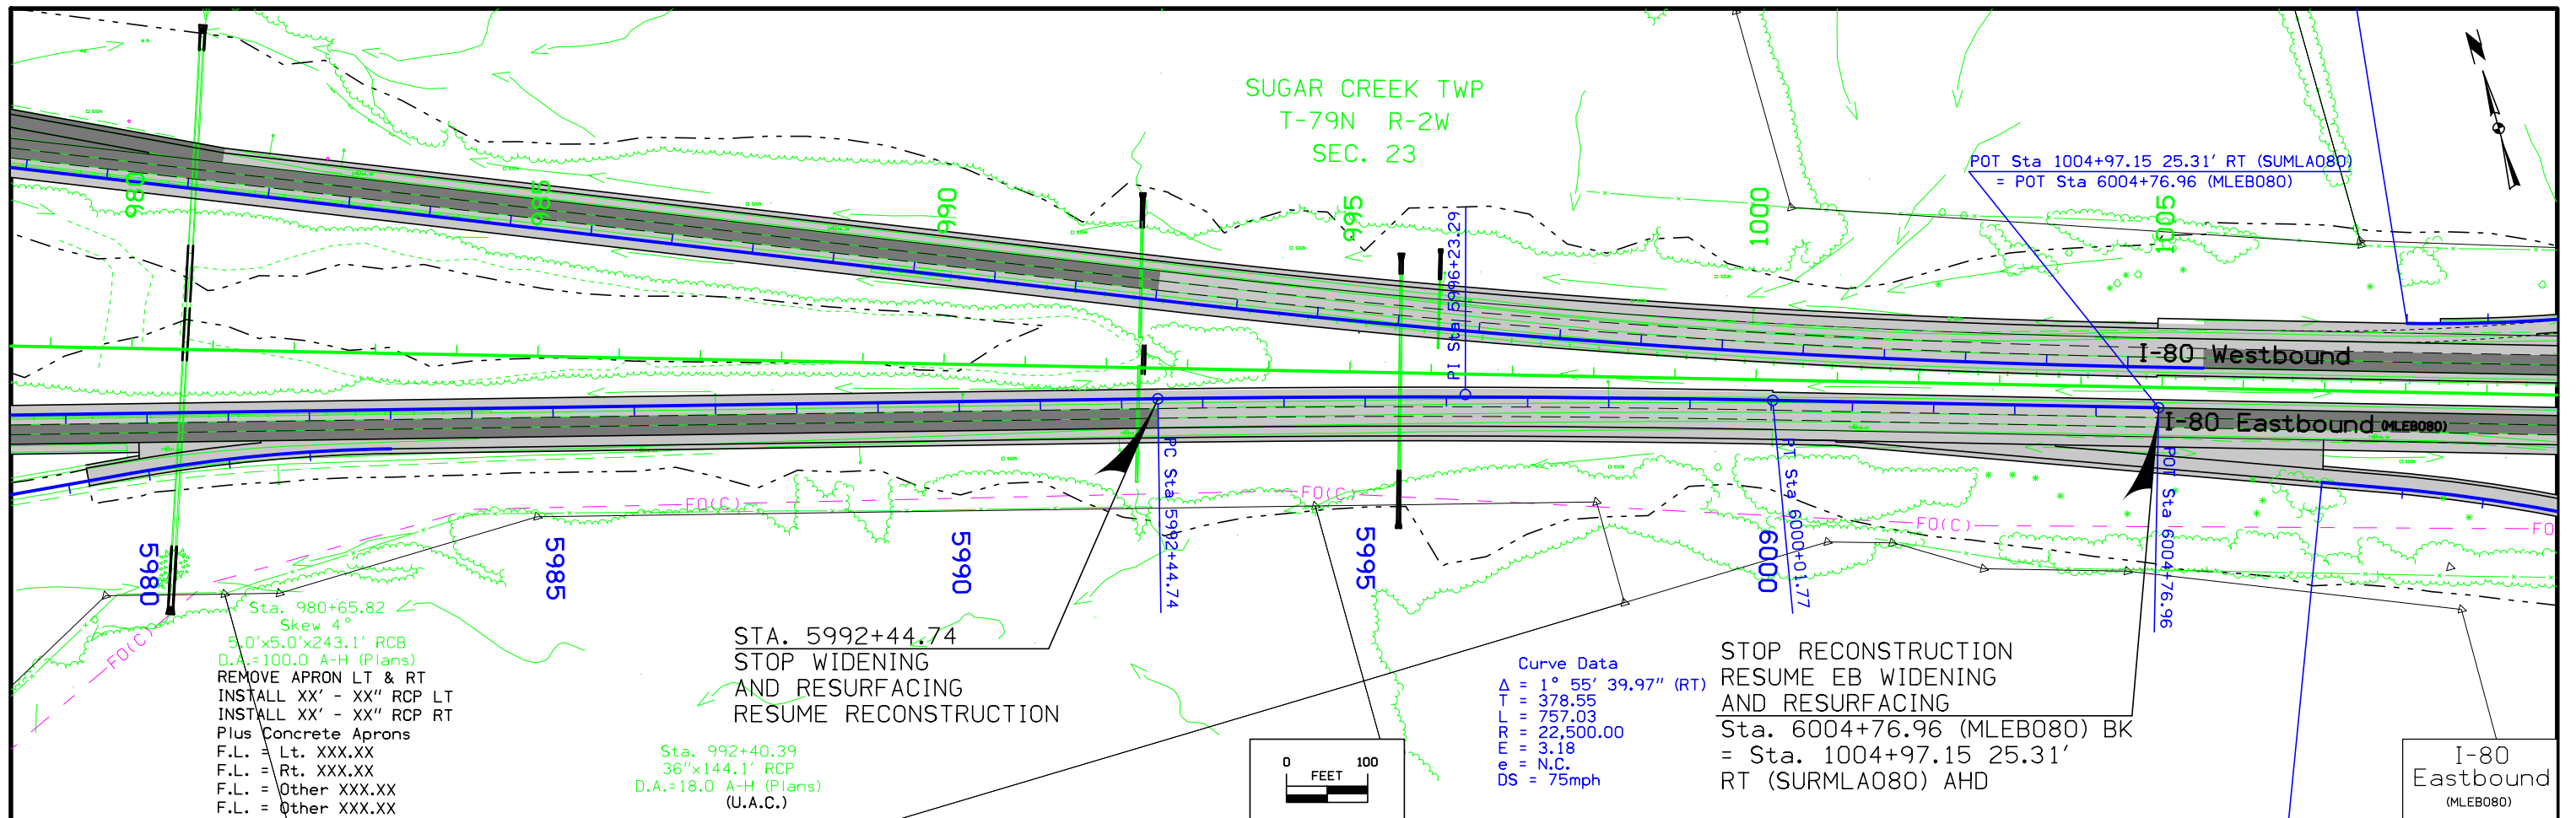 SUGAR CREEK TWP
T-79N R-2W
SEC. 23
N
POT Sta 1004+97.15 25.31' RT (SUMLA080)
= POT Sta 6004+76.96 (MLEB080)
980
985
990
995
1000
1005
PI Sta 5996+23.29
I-80 Westbound
I-80 Eastbound (MLEB080)
PC Sta 5992+44.74
PT Sta 6000+01.77
POT Sta 6004+76.96
FO(C)
FO(C)
FO(C)
FO(C)
FO
5980
5985
5990
5995
6000
Sta. 980+65.82
Skew 4°
5.0'x5.0'x243.1' RCB
D.A.=100.0 A-H (Plans)
REMOVE APRON LT & RT
INSTALL XX' - XX" RCP LT
INSTALL XX' - XX" RCP RT
Plus Concrete Aprons
F.L. = Lt. XXX.XX
F.L. = Rt. XXX.XX
F.L. = Other XXX.XX
F.L. = Other XXX.XX
STA. 5992+44.74
STOP WIDENING
AND RESURFACING
RESUME RECONSTRUCTION
Sta. 992+40.39
36"x144.1' RCP
D.A.=18.0 A-H (Plans)
(U.A.C.)
0 100
FEET
Curve Data
Δ = 1° 55' 39.97" (RT)
T = 378.55
L = 757.03
R = 22,500.00
E = 3.18
e = N.C.
DS = 75mph
STOP RECONSTRUCTION
RESUME EB WIDENING
AND RESURFACING
Sta. 6004+76.96 (MLEB080) BK
= Sta. 1004+97.15 25.31'
RT (SURMLA080) AHD
I-80
Eastbound
(MLEB080)